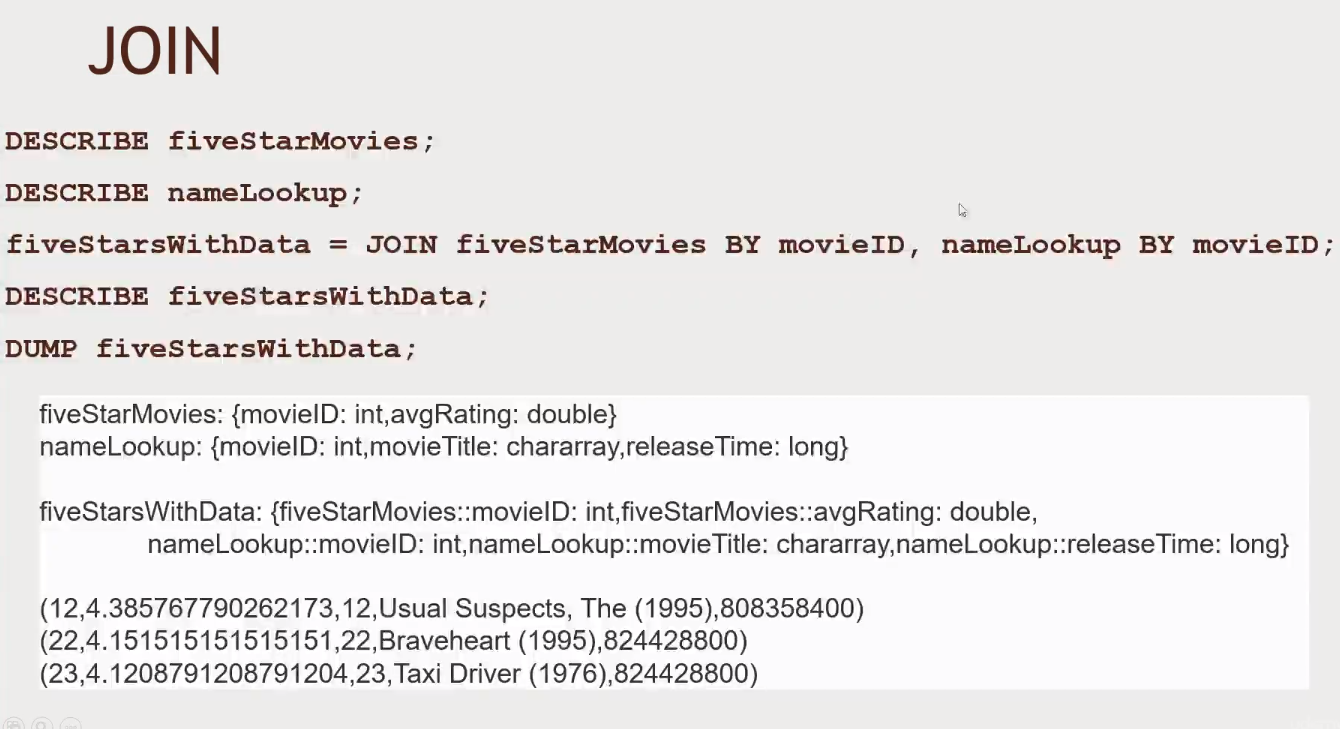 JOIN
DESCRIBE fiveStarMovies;
DESCRIBE nameLookup;
fiveStarsWithData = JOIN fiveStarMovies BY movieID, nameLookup BY movieID;
DESCRIBE fiveStarsWithData;
DUMP fiveStarsWithData;
fiveStarMovies: {movieID: int,avgRating: double}
nameLookup: {movieID: int,movieTitle: chararray,releaseTime: long}
fiveStarsWithData: {fiveStarMovies::movieID: int,fiveStarMovies::avgRating: double,
nameLookup::movieID: int,nameLookup::movieTitle: chararray,nameLookup::releaseTime: long}
(12,4.385767790262173,12,Usual Suspects, The (1995),808358400)
(22,4.151515151515151,22,Braveheart (1995),824428800)
(23,4.1208791208791204,23,Taxi Driver (1976),824428800)